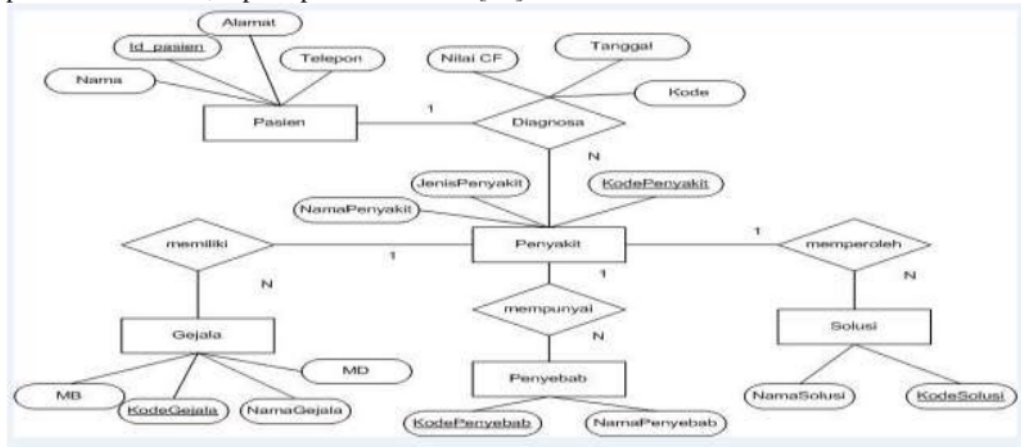 Alamat
Id_pasien
Telepon
Nama
Nilai CF
Tanggal
Kode
Pasien
1
Diagnosa
N
JenisPenyakit
KodePenyakit
NamaPenyakit
memiliki
1
Penyakit
1
memperoleh
N
1
mempunyai
N
N
Gejala
Solusi
MB
KodeGejala
NamaGejala
MD
Penyebab
KodePenyebab
NamaPenyebab
NamaSolusi
KodeSolusi